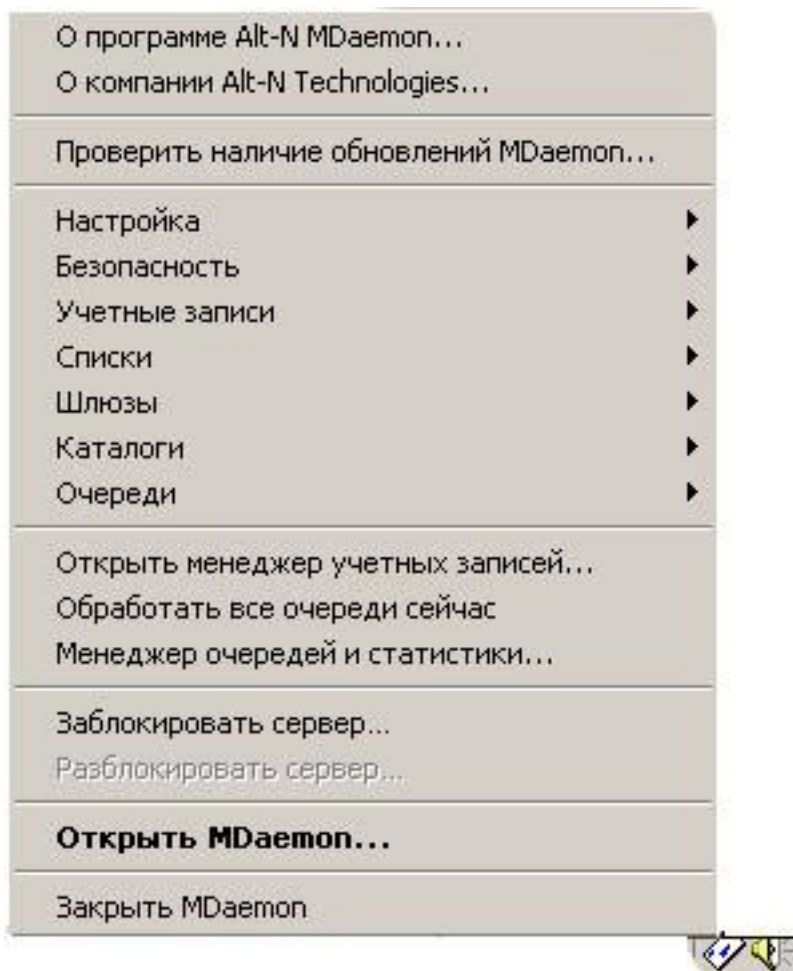 О программе Alt-N MDaemon...
О компании Alt-N Technologies...
Проверить наличие обновлений MDaemon...
Настройка
Безопасность
Учетные записи
Списки
Шлюзы
Каталоги
Очереди
Открыть менеджер учетных записей...
Обработать все очереди сейчас
Менеджер очередей и статистики...
Заблокировать сервер...
Разблокировать сервер...
Открыть MDaemon...
Закрыть MDaemon